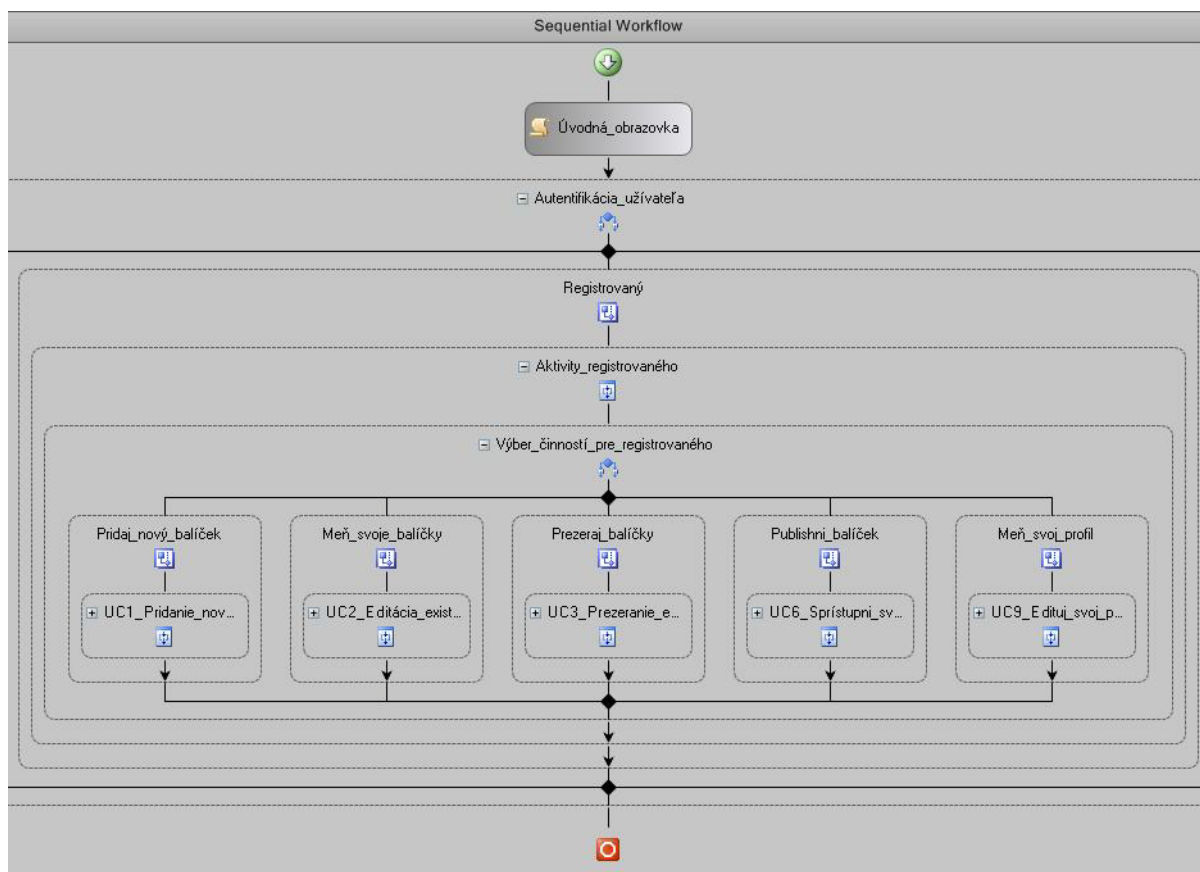 Sequential Workflow
Úvodná_obrazovka
Autentifikácia_užívateľa
Registrovaný
Aktivity_registrovaného
Výber_činností_pre_registrovaného
Pridaj_nový_balíček
Meň_svoje_balíčky
Prezeraj_balíčky
Publishni_balíček
Meň_svoj_profil
UC1_Pridanie_nov...
UC2_Editácia_exist...
UC3_Prezeranie_e...
UC6_Sprístupni_sv...
UC9_Edituj_svoj_p...